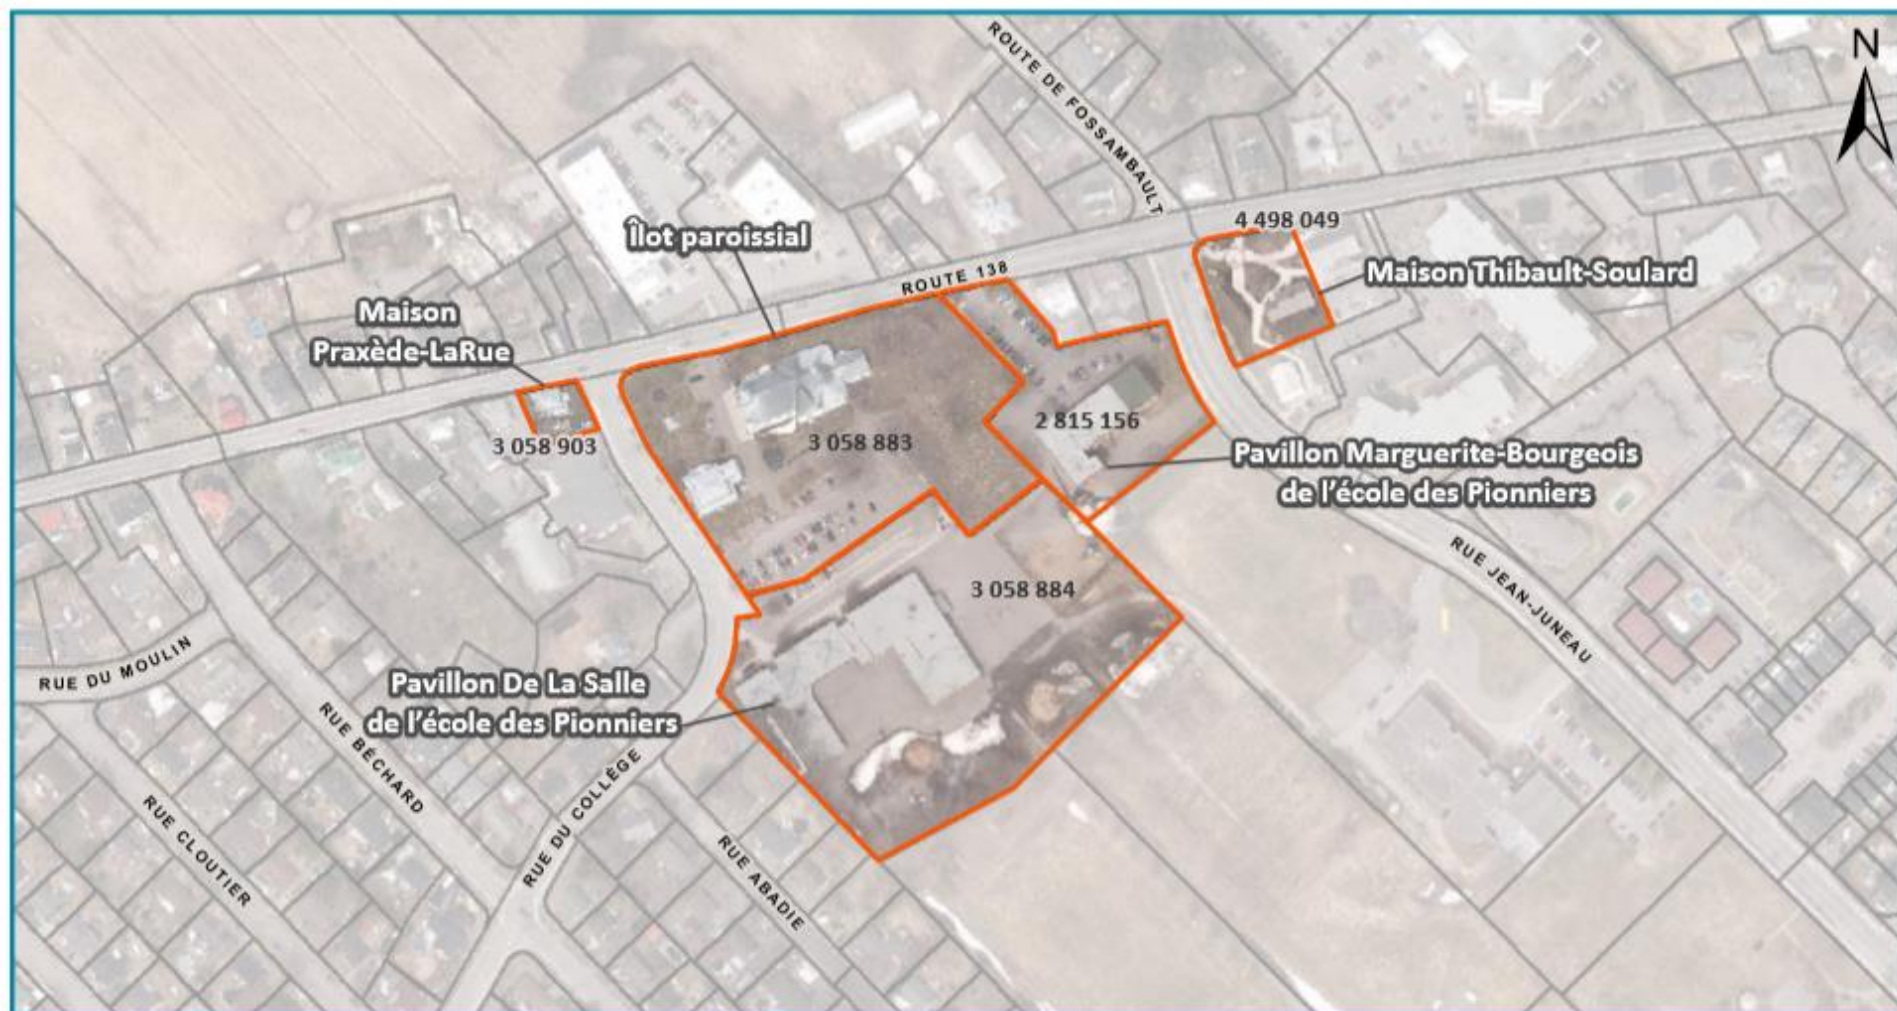 N
ROUTE DE FOSSAMBAULT
4 498 049
Îlot paroissial
Maison Thibault-Soulard
ROUTE 138
Maison
Praxède-LaRue
2 815 156
3 058 903
3 058 883
Pavillon Marguerite-Bourgeois
de l'école des Pionniers
3 058 884
RUE JEAN-JUNEAU
RUE DU MOULIN
Pavillon De La Salle
de l'école des Pionniers
RUE BÉCHARD
RUE DU COLLÈGE
RUE CLOUTIER
RUE ABADIE